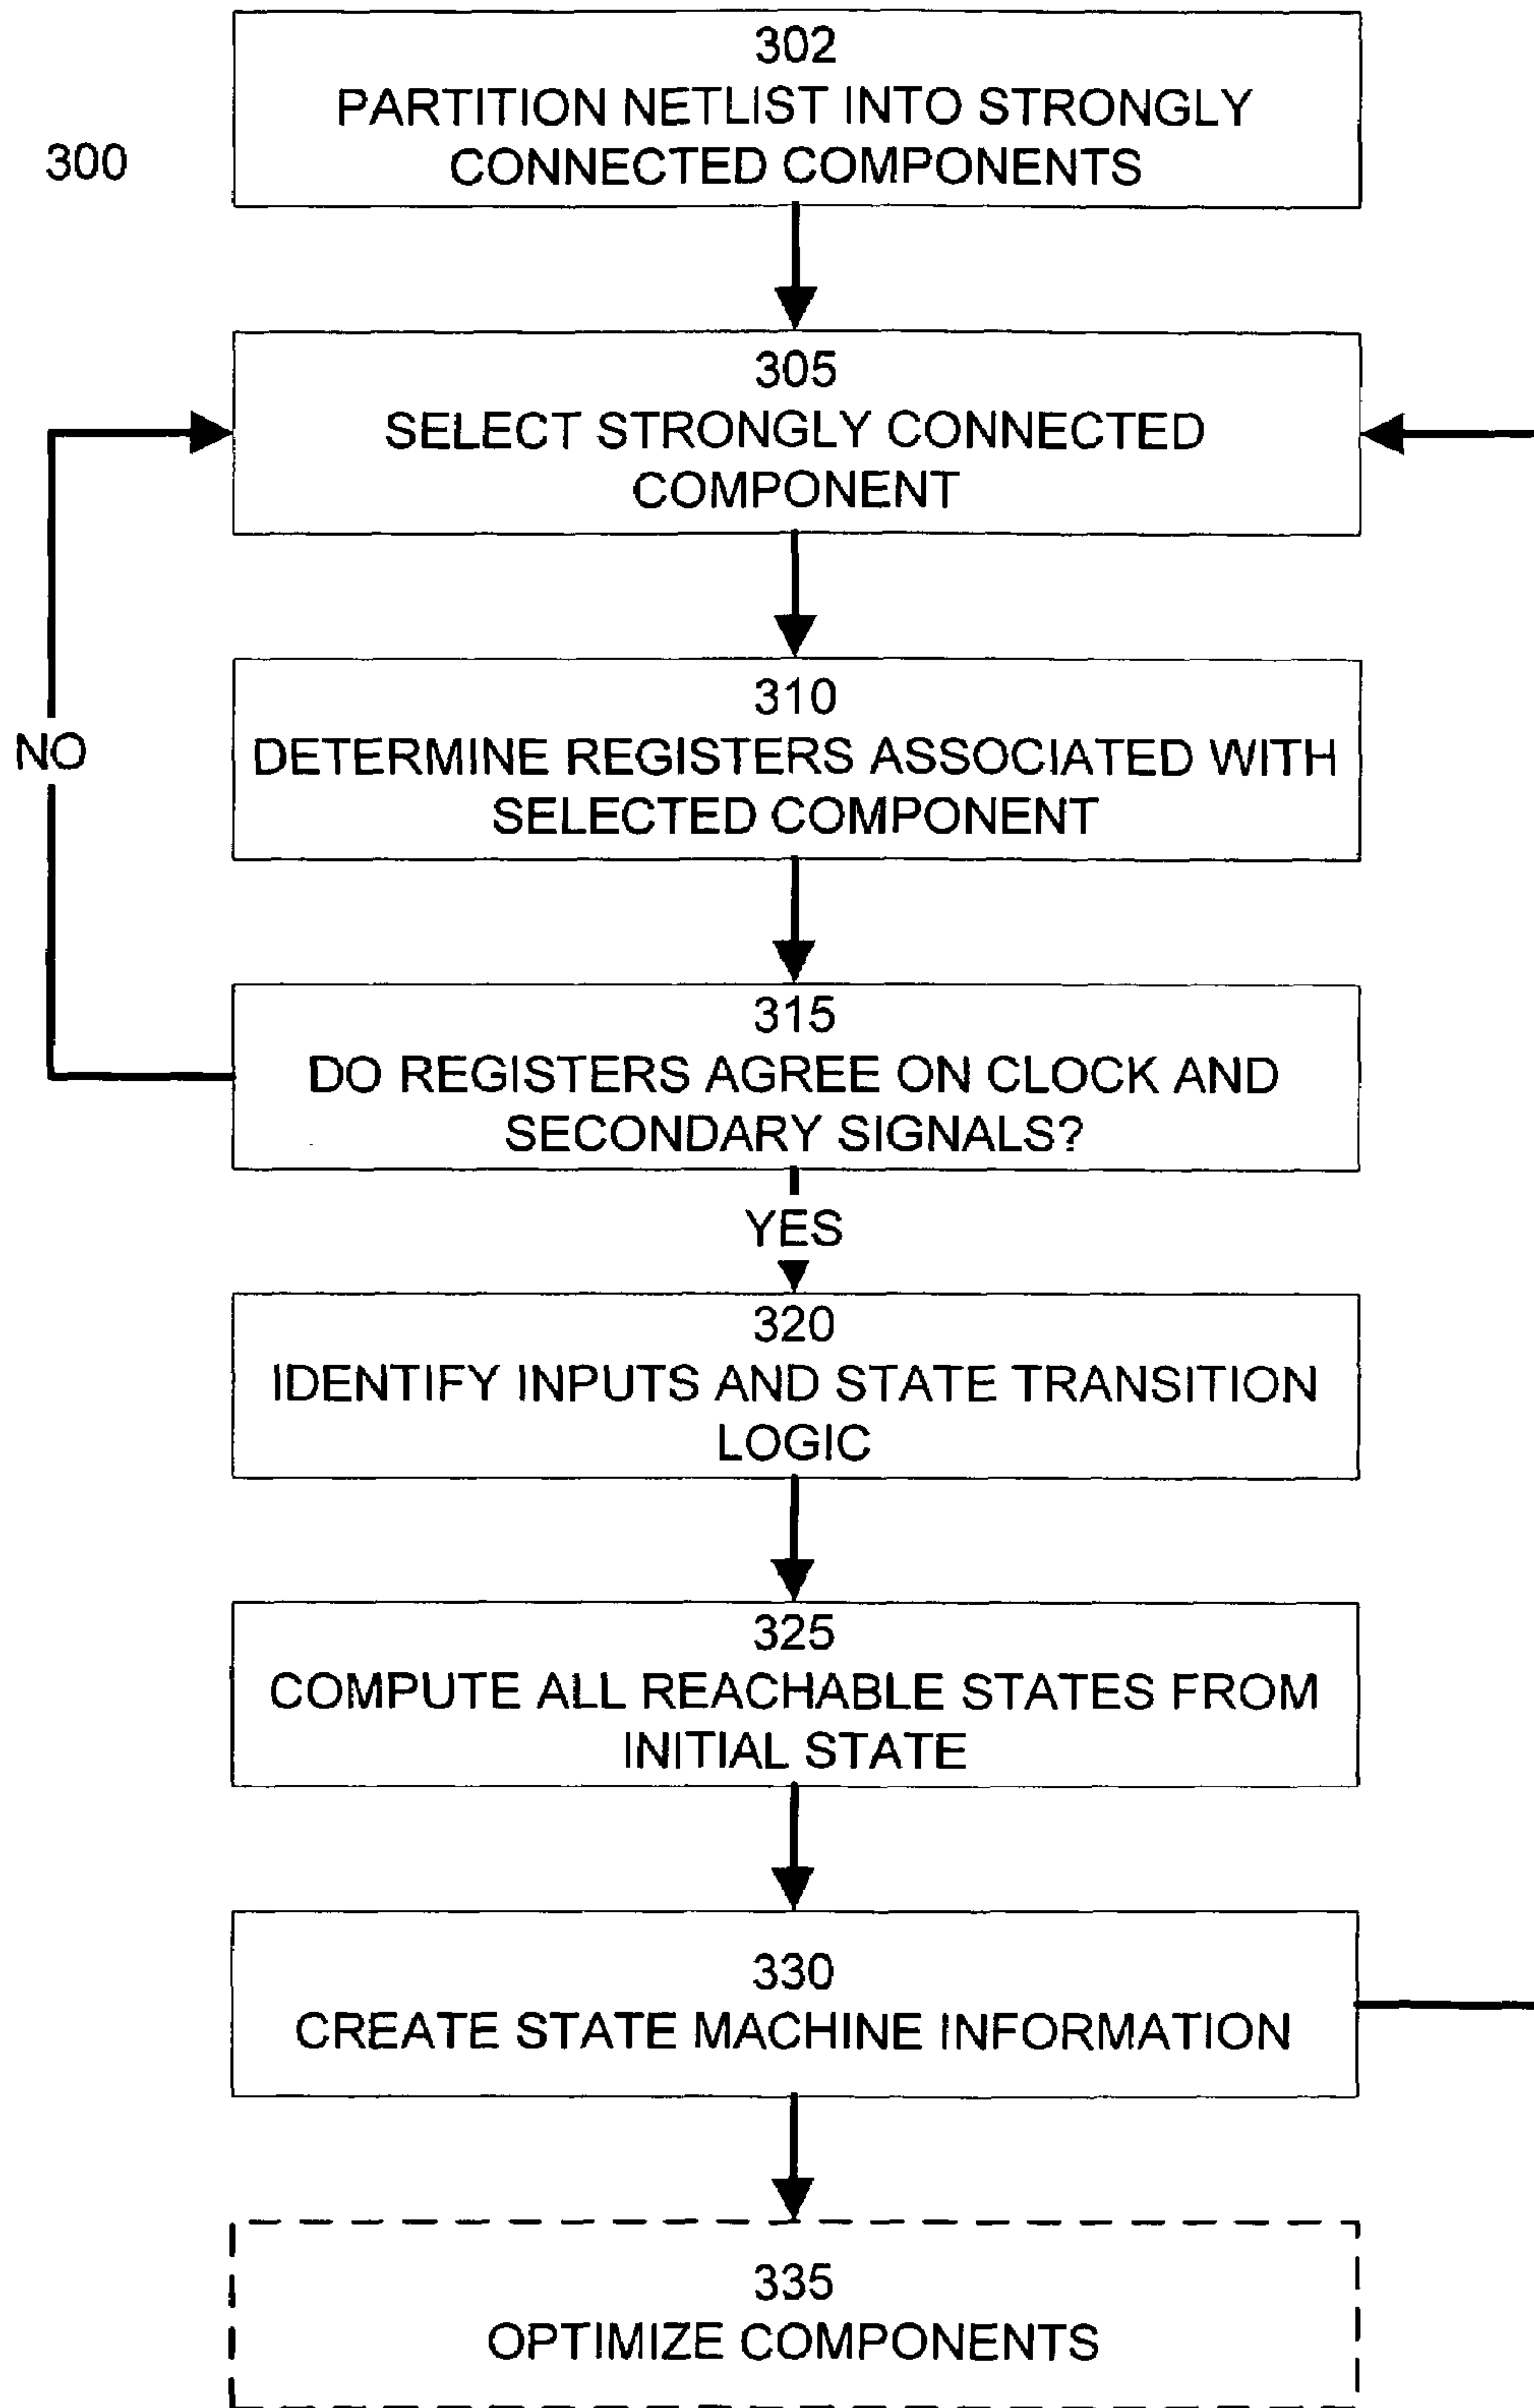 302
PARTITION NETLIST INTO STRONGLY
CONNECTED COMPONENTS
300
305
SELECT STRONGLY CONNECTED
COMPONENT
310
DETERMINE REGISTERS ASSOCIATED WITH
SELECTED COMPONENT
NO
315
DO REGISTERS AGREE ON CLOCK AND
SECONDARY SIGNALS?
YES
320
IDENTIFY INPUTS AND STATE TRANSITION
LOGIC
325
COMPUTE ALL REACHABLE STATES FROM
INITIAL STATE
330
CREATE STATE MACHINE INFORMATION
335
OPTIMIZE COMPONENTS